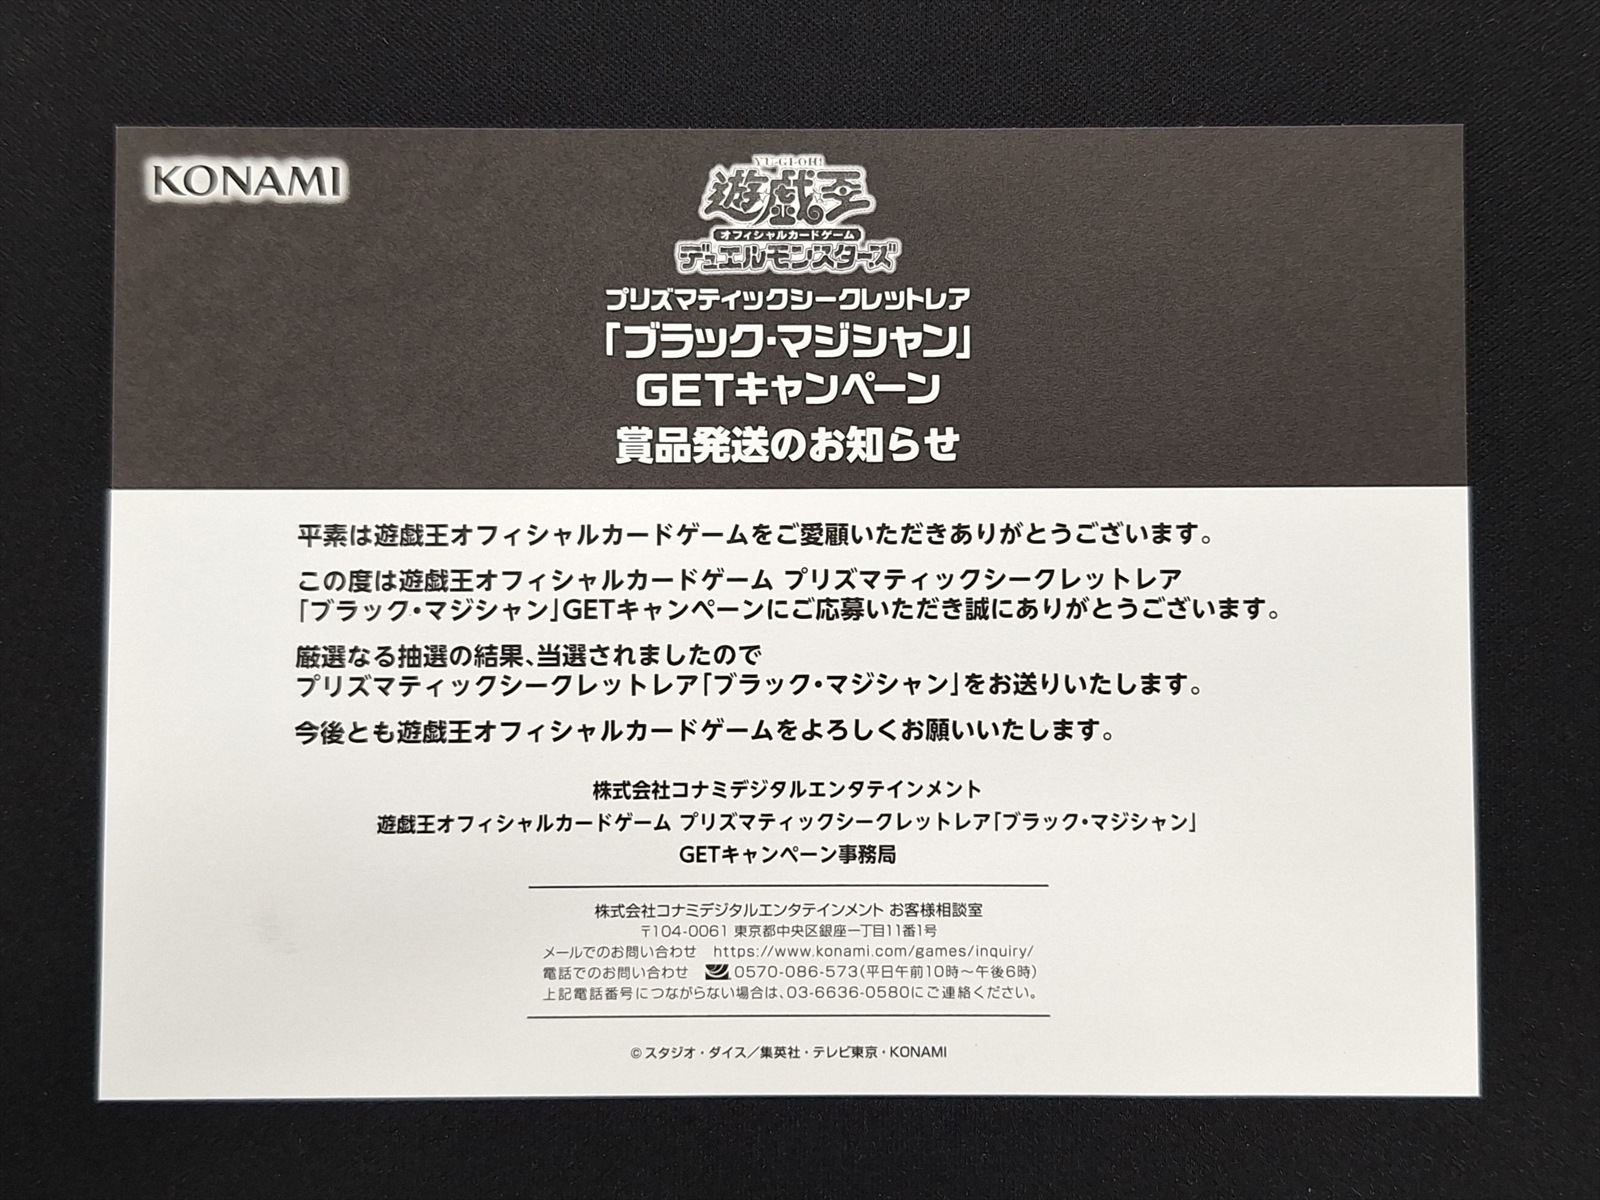 KONAMI
YU-GI-OH!
遊戯王
オフィシャルカードゲーム
デュエルモンスターズ
プリズマティックシークレットレア
「ブラック・マジシャン」
GETキャンペーン
賞品発送のお知らせ
平素は遊戯王オフィシャルカードゲームをご愛顧いただきありがとうございます。
この度は遊戯王オフィシャルカードゲーム プリズマティックシークレットレア
「ブラック・マジシャン」GETキャンペーンにご応募いただき誠にありがとうございます。
厳選なる抽選の結果、当選されましたので
プリズマティックシークレットレア「ブラック・マジシャン」をお送りいたします。
今後とも遊戯王オフィシャルカードゲームをよろしくお願いいたします。
株式会社コナミデジタルエンタテインメント
遊戯王オフィシャルカードゲーム プリズマティックシークレットレア「ブラック・マジシャン」
GETキャンペーン事務局
株式会社コナミデジタルエンタテインメント お客様相談室
〒104-0061 東京都中央区銀座一丁目11番1号
メールでのお問い合わせ https://www.konami.com/games/inquiry/
電話でのお問い合わせ 0570-086-573(平日午前10時〜午後6時)
上記電話番号につながらない場合は、03-6636-0580にご連絡ください。
©スタジオ・ダイス／集英社・テレビ東京・KONAMI